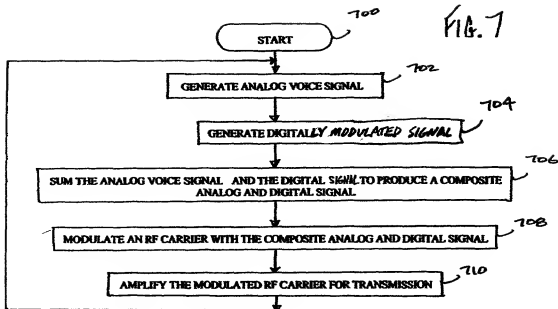 700
FIG. 7
START
702
GENERATE ANALOG VOICE SIGNAL
704
GENERATE DIGITALLY MODULATED SIGNAL
706
SUM THE ANALOG VOICE SIGNAL AND THE DIGITAL SIGNAL TO PRODUCE A COMPOSITE
ANALOG AND DIGITAL SIGNAL
708
MODULATE AN RF CARRIER WITH THE COMPOSITE ANALOG AND DIGITAL SIGNAL
710
AMPLIFY THE MODULATED RF CARRIER FOR TRANSMISSION